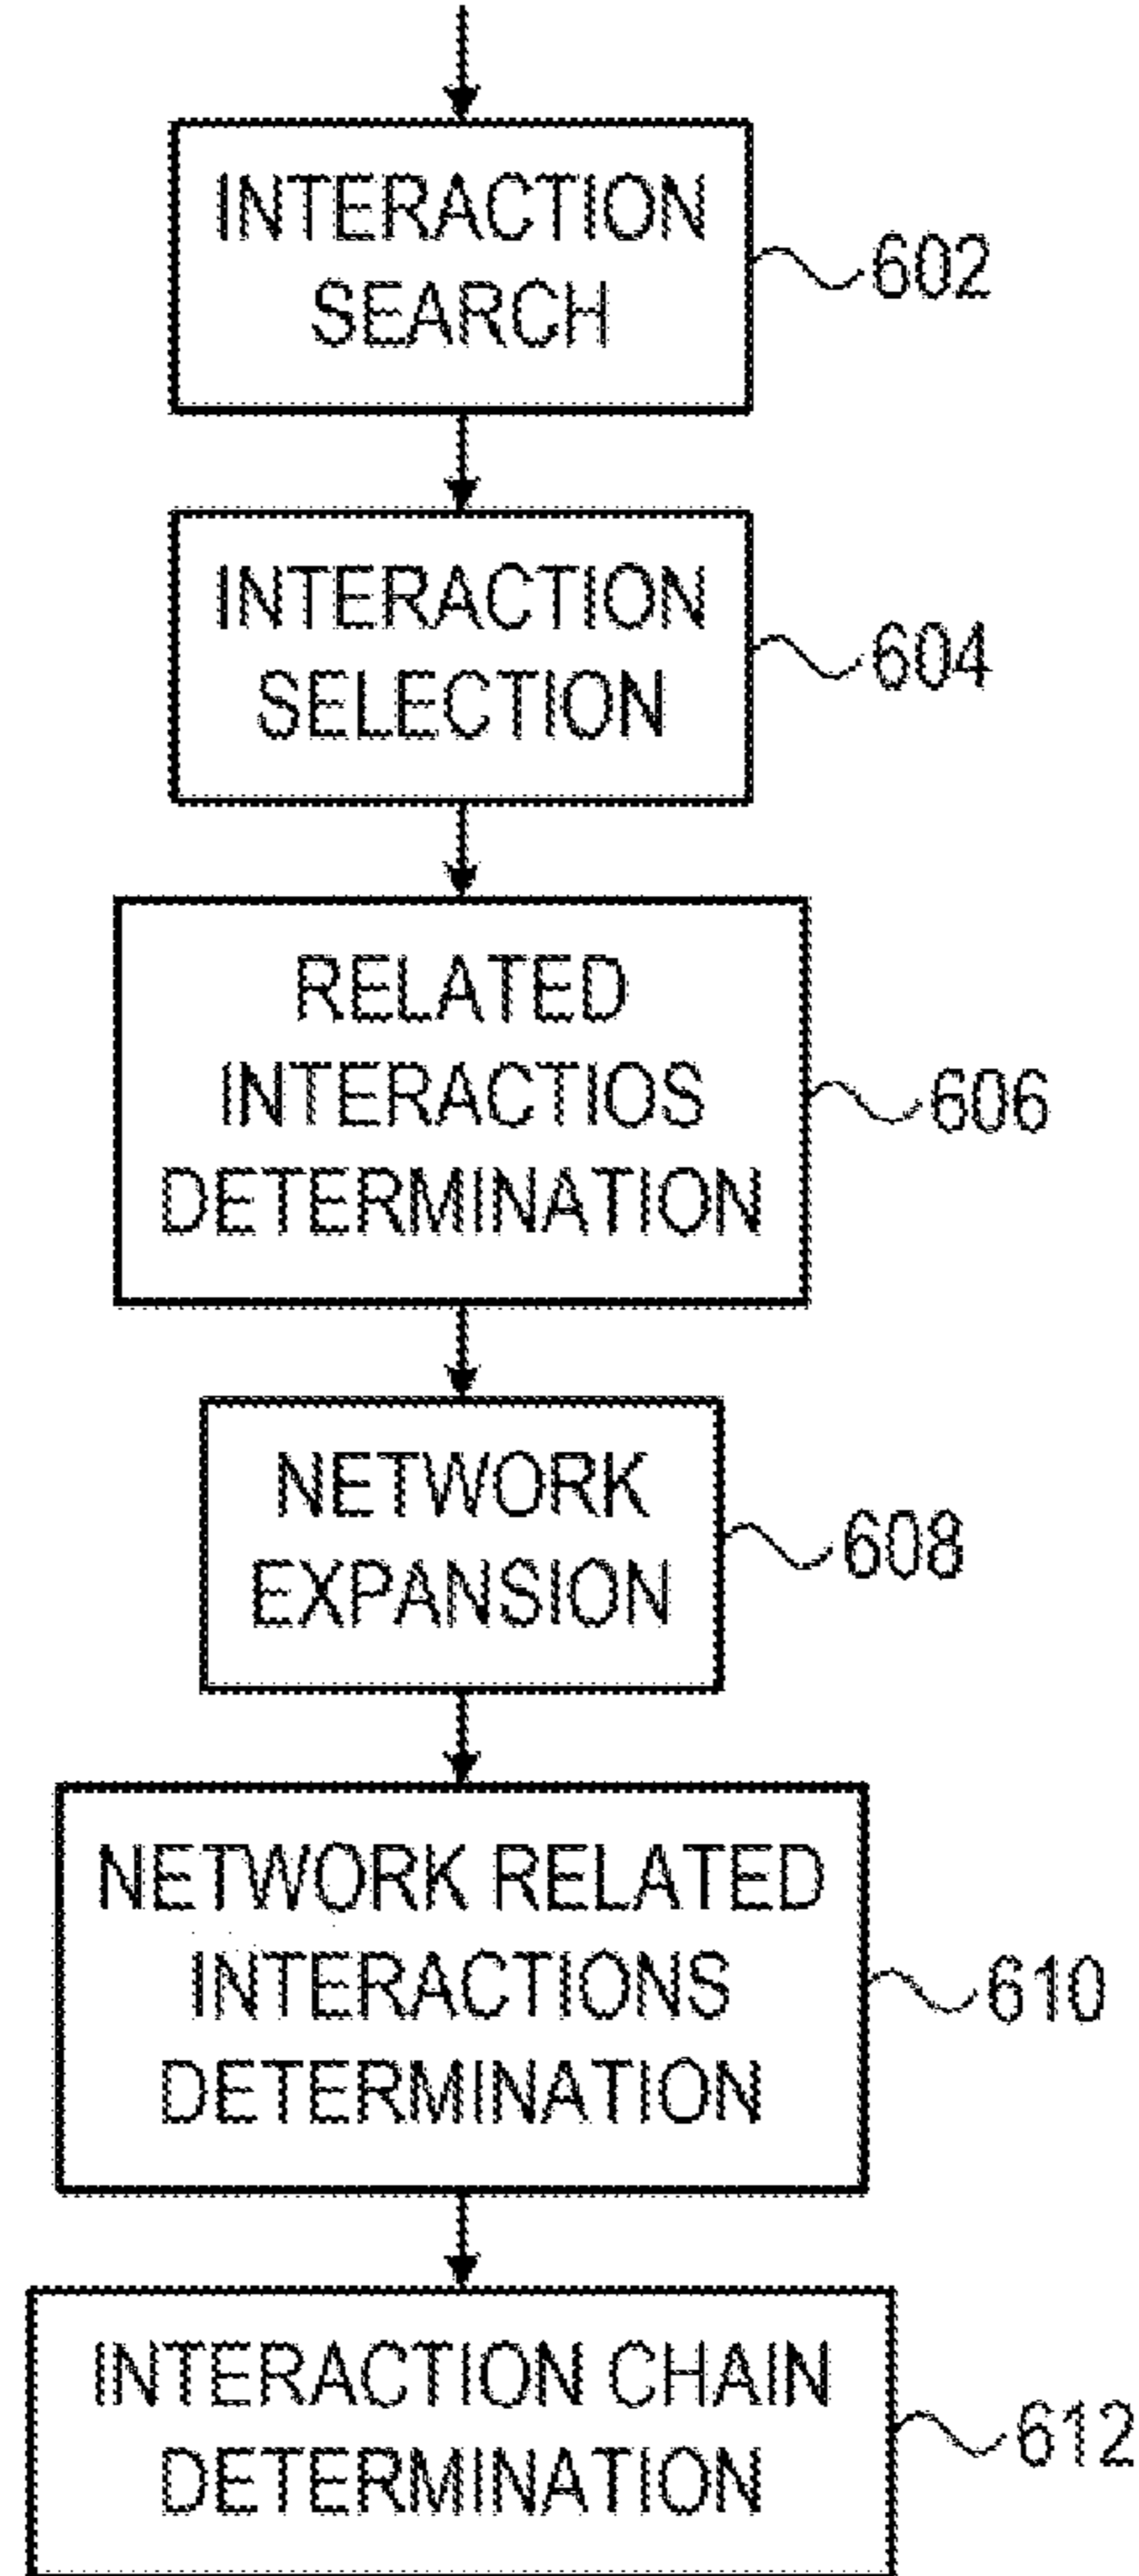 INTERACTION
SEARCH
602
INTERACTION
SELECTION
604
RELATED
INTERACTIOS
DETERMINATION
606
NETWORK
EXPANSION
608
NETWORK RELATED
INTERACTIONS
DETERMINATION
610
INTERACTION CHAIN
DETERMINATION
612